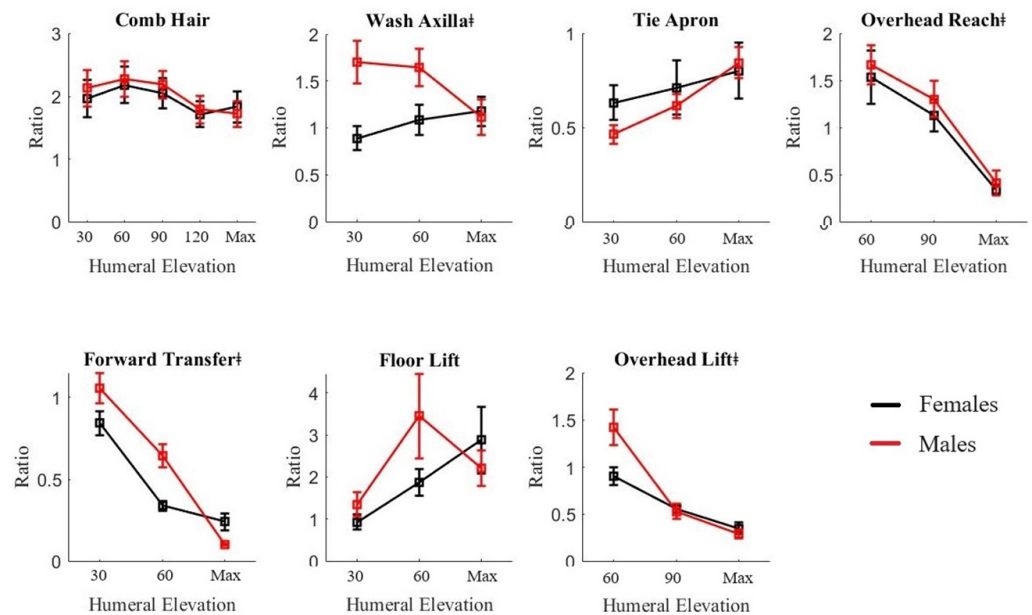 Comb Hair
3
2
1
0
Ratio
30 60 90 120 Max
Humeral Elevation
Wash Axilla‡
2
1.5
1
0.5
0
Ratio
30 60 Max
Humeral Elevation
Tie Apron
1
0.5
0
Ratio
30 60 Max
Humeral Elevation
Overhead Reach‡
2
1.5
1
0.5
0
Ratio
60 90 Max
Humeral Elevation
Forward Transfer‡
1
0.5
0
Ratio
30 60 Max
Humeral Elevation
Floor Lift
4
3
2
1
0
Ratio
30 60 Max
Humeral Elevation
Overhead Lift‡
2
1.5
1
0.5
0
Ratio
60 90 Max
Humeral Elevation
Females
Males